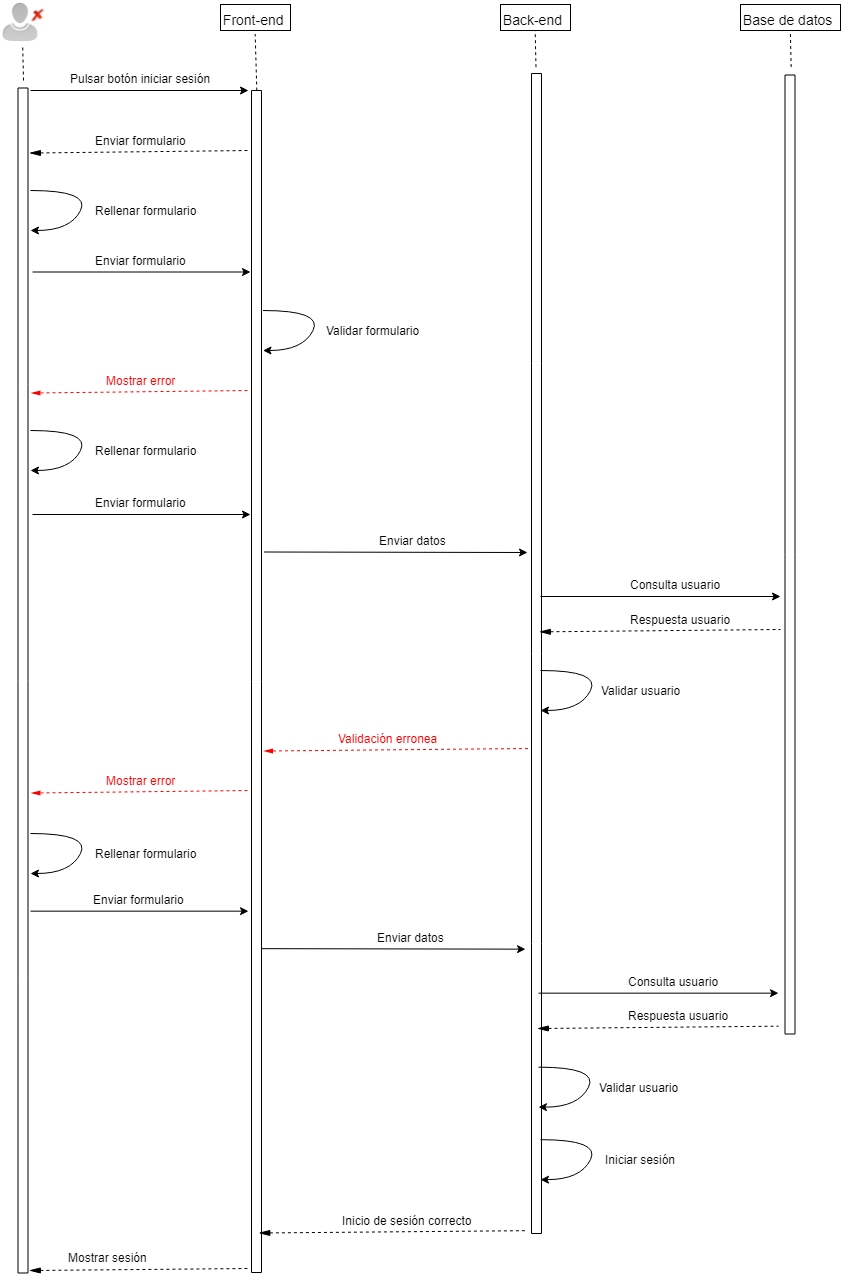 Front-end
Back-end
Base de datos
Pulsar botón iniciar sesión
Enviar formulario
Rellenar formulario
Enviar formulario
Validar formulario
Mostrar error
Rellenar formulario
Enviar formulario
Enviar datos
Consulta usuario
Respuesta usuario
Validar usuario
Validación erronea
Mostrar error
Rellenar formulario
Enviar formulario
Enviar datos
Consulta usuario
Respuesta usuario
Validar usuario
Iniciar sesión
Inicio de sesión correcto
Mostrar sesión